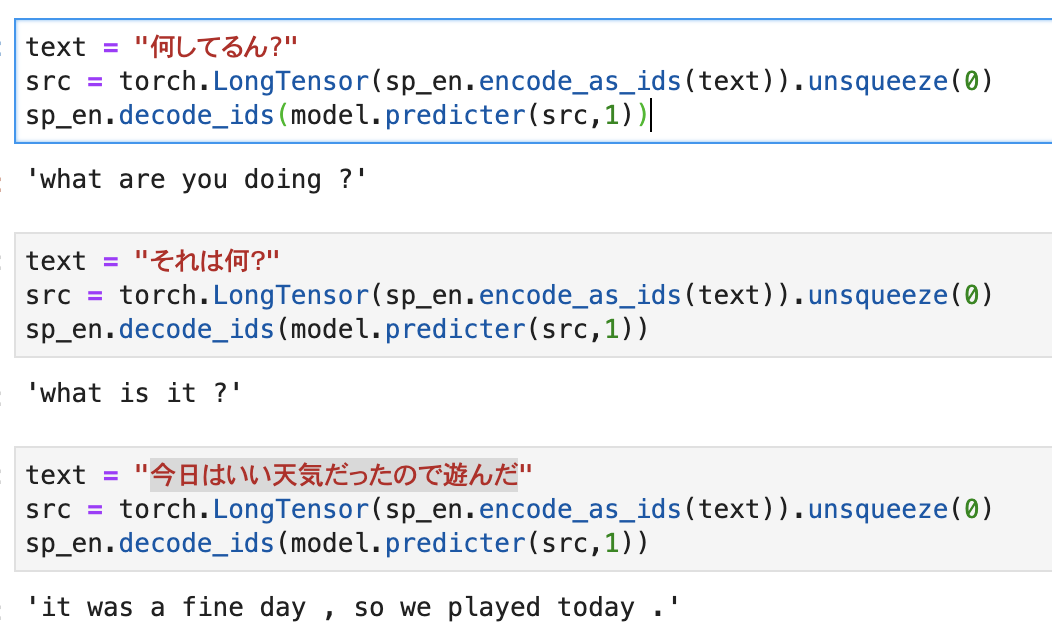 text = "何してるん?"
src = torch.LongTensor(sp_en.encode_as_ids(text)).unsqueeze(0)
sp_en.decode_ids(model.predicter(src,1))
'what are you doing ?'
text = "それは何?"
src = torch.LongTensor(sp_en.encode_as_ids(text)).unsqueeze(0)
sp_en.decode_ids(model.predicter(src,1))
'what is it ?'
text = "今日はいい天気だったので遊んだ"
src = torch.LongTensor(sp_en.encode_as_ids(text)).unsqueeze(0)
sp_en.decode_ids(model.predicter(src,1))
'it was a fine day , so we played today .'